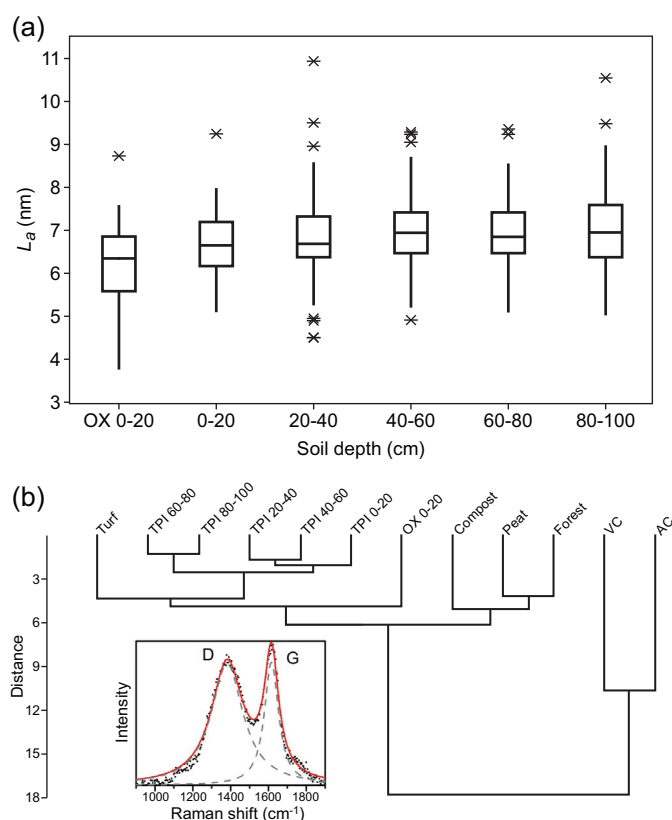 (a)
11
10
9
8
7
6
5
4
3
La (nm)
OX 0-20 0-20 20-40 40-60 60-80 80-100
Soil depth (cm)
(b)
Turf TPI 60-80 TPI 80-100 TPI 20-40 TPI 40-60 TPI 0-20 OX 0-20 Compost Peat Forest VC AC
3
6
9
12
15
18
Distance
D G
Intensity
1000 1200 1400 1600 1800
Raman shift (cm-1)